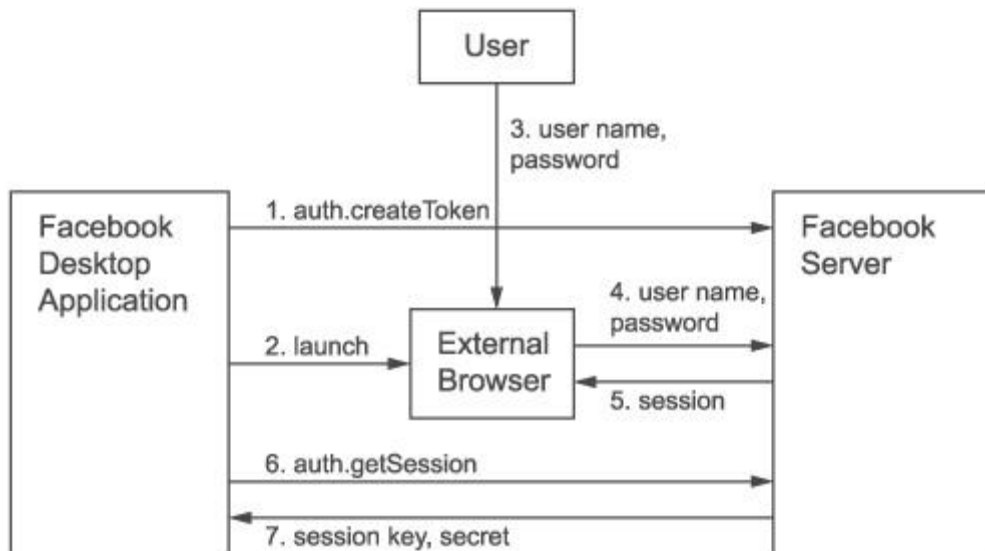 User
3. user name,
password
1. auth.createToken
Facebook
Desktop
Application
Facebook
Server
4. user name,
password
2. launch
External
Browser
5. session
6. auth.getSession
7. session key, secret